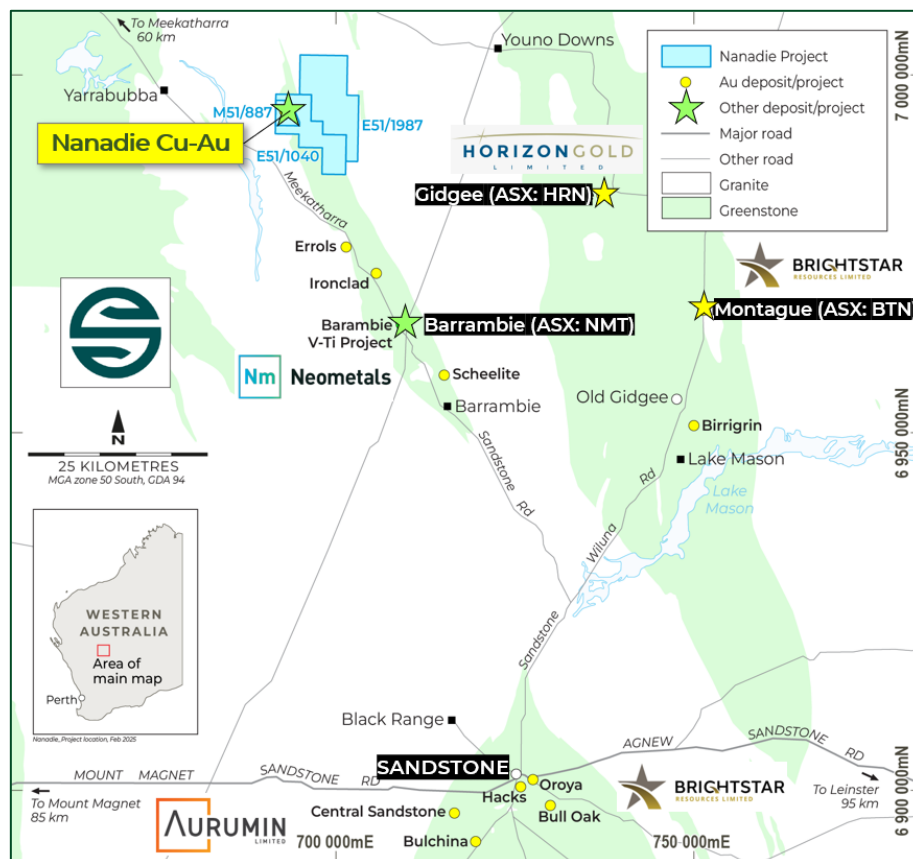 To Meekatharra
60 km
Youno Downs
Yarrabubba
M51/887
E51/1987
E51/1040
Nanadie Cu-Au
HORIZONGOLD
LIMITED
Gidgee (ASX: HRN)
Nanadie Project
Au deposit/project
Other deposit/project
Major road
Other road
Granite
Greenstone
7 000 000mN
Meekatharra
Errols
Ironclad
BRIGHTSTAR
RESOURCES LIMITED
Montague (ASX: BTN)
Barambie
V-Ti Project
Barrambie (ASX: NMT)
Nm Neometals
Scheelite
Barrambie
Old Gidgee
Birrigrin
Lake Mason
6 950 000mN
N
25 KILOMETRES
MGA zone 50 South, GDA 94
Sandstone
Rd
Lake
Mason
Rd
Wiluna
Sandstone
WESTERN
AUSTRALIA
Area of
main map
Perth
Nanadie, Project location, Feb 2025
Black Range
SANDSTONE
AGNEW
SANDSTONE
RD
MOUNT MAGNET
SANDSTONE
RD
To Mount Magnet
85 km
AURUMIN
LIMITED
Hacks
Oroya
Central Sandstone
Bull Oak
Bulchina
BRIGHTSTAR
RESOURCES LIMITED
To Leinster
95 km
6 900 000mN
700 000mE
750 000mE